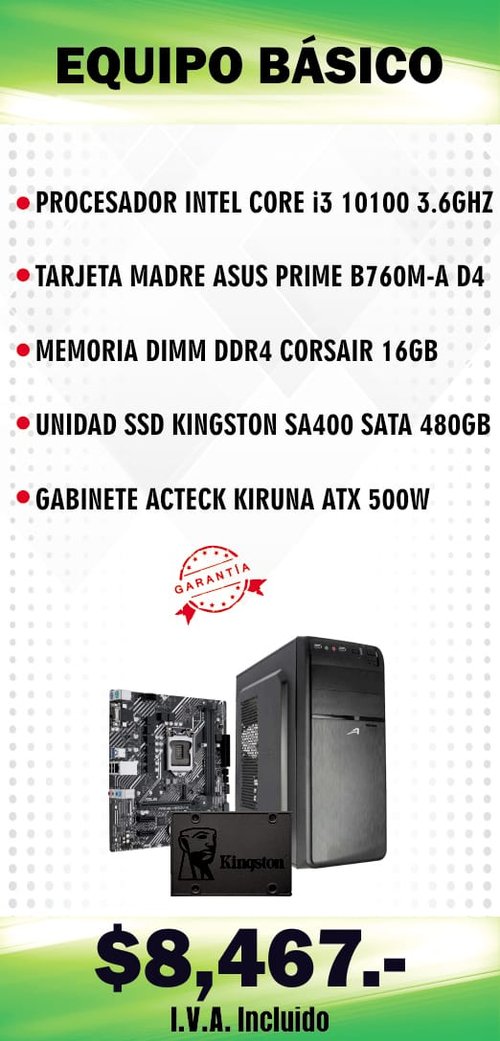 EQUIPO BÁSICO
PROCESADOR INTEL CORE i3 10100 3.6GHZ
TARJETA MADRE ASUS PRIME B760M-A D4
MEMORIA DIMM DDR4 CORSAIR 16GB
UNIDAD SSD KINGSTON SA400 SATA 480GB
GABINETE ACTECK KIRUNA ATX 500W
GARANTÍA
Kingston
$8,467.-
I.V.A. Incluido